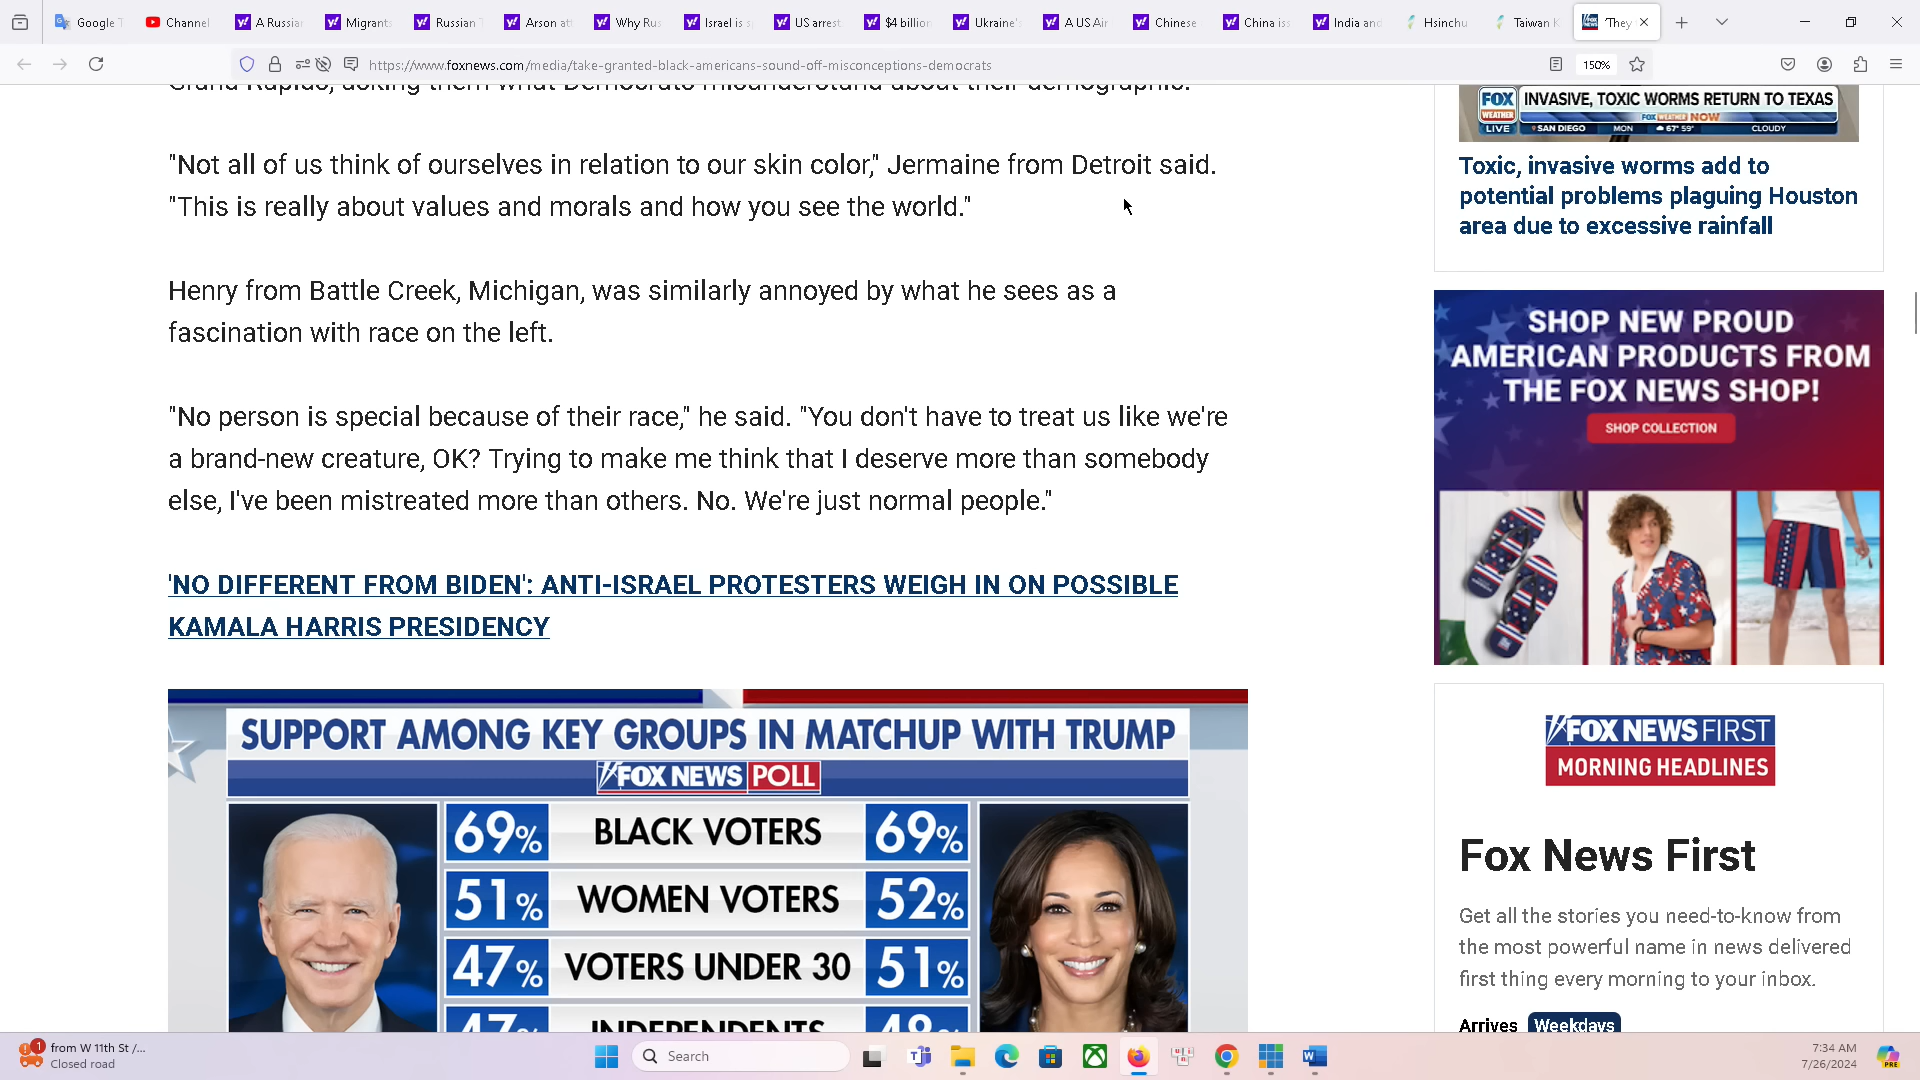 Google T
Channel
A Russia
Migrant
Russian T
Arson at
Why Rus
Israel is s
US arrest
$4 billion
Ukraine's
A US Air
Chinese
China iss
India and
Hsinchu
Taiwan K
'They
https://www.foxnews.com/media/take-granted-black-americans-sound-off-misconceptions-democrats
150%
Grand Rapids, asking them what Democrats misunderstand about their demographic.
"Not all of us think of ourselves in relation to our skin color," Jermaine from Detroit said.
"This is really about values and morals and how you see the world."
Henry from Battle Creek, Michigan, was similarly annoyed by what he sees as a
fascination with race on the left.
"No person is special because of their race," he said. "You don't have to treat us like we're
a brand-new creature, OK? Trying to make me think that I deserve more than somebody
else, I've been mistreated more than others. No. We're just normal people."
'NO DIFFERENT FROM BIDEN': ANTI-ISRAEL PROTESTERS WEIGH IN ON POSSIBLE
KAMALA HARRIS PRESIDENCY
SUPPORT AMONG KEY GROUPS IN MATCHUP WITH TRUMP
FOX NEWS POLL
69% BLACK VOTERS 69%
51% WOMEN VOTERS 52%
47% VOTERS UNDER 30 51%
47% INDEPENDENTS 48%
FOX WEATHER LIVE
INVASIVE, TOXIC WORMS RETURN TO TEXAS
FOX WEATHER NOW
SAN DIEGO MON 67° 59° CLOUDY
Toxic, invasive worms add to
potential problems plaguing Houston
area due to excessive rainfall
SHOP NEW PROUD
AMERICAN PRODUCTS FROM
THE FOX NEWS SHOP!
SHOP COLLECTION
FOX NEWS FIRST
MORNING HEADLINES
Fox News First
Get all the stories you need-to-know from
the most powerful name in news delivered
first thing every morning to your inbox.
Arrives Weekdays
1
from W 11th St /...
Closed road
Search
7:34 AM
7/26/2024
PRE